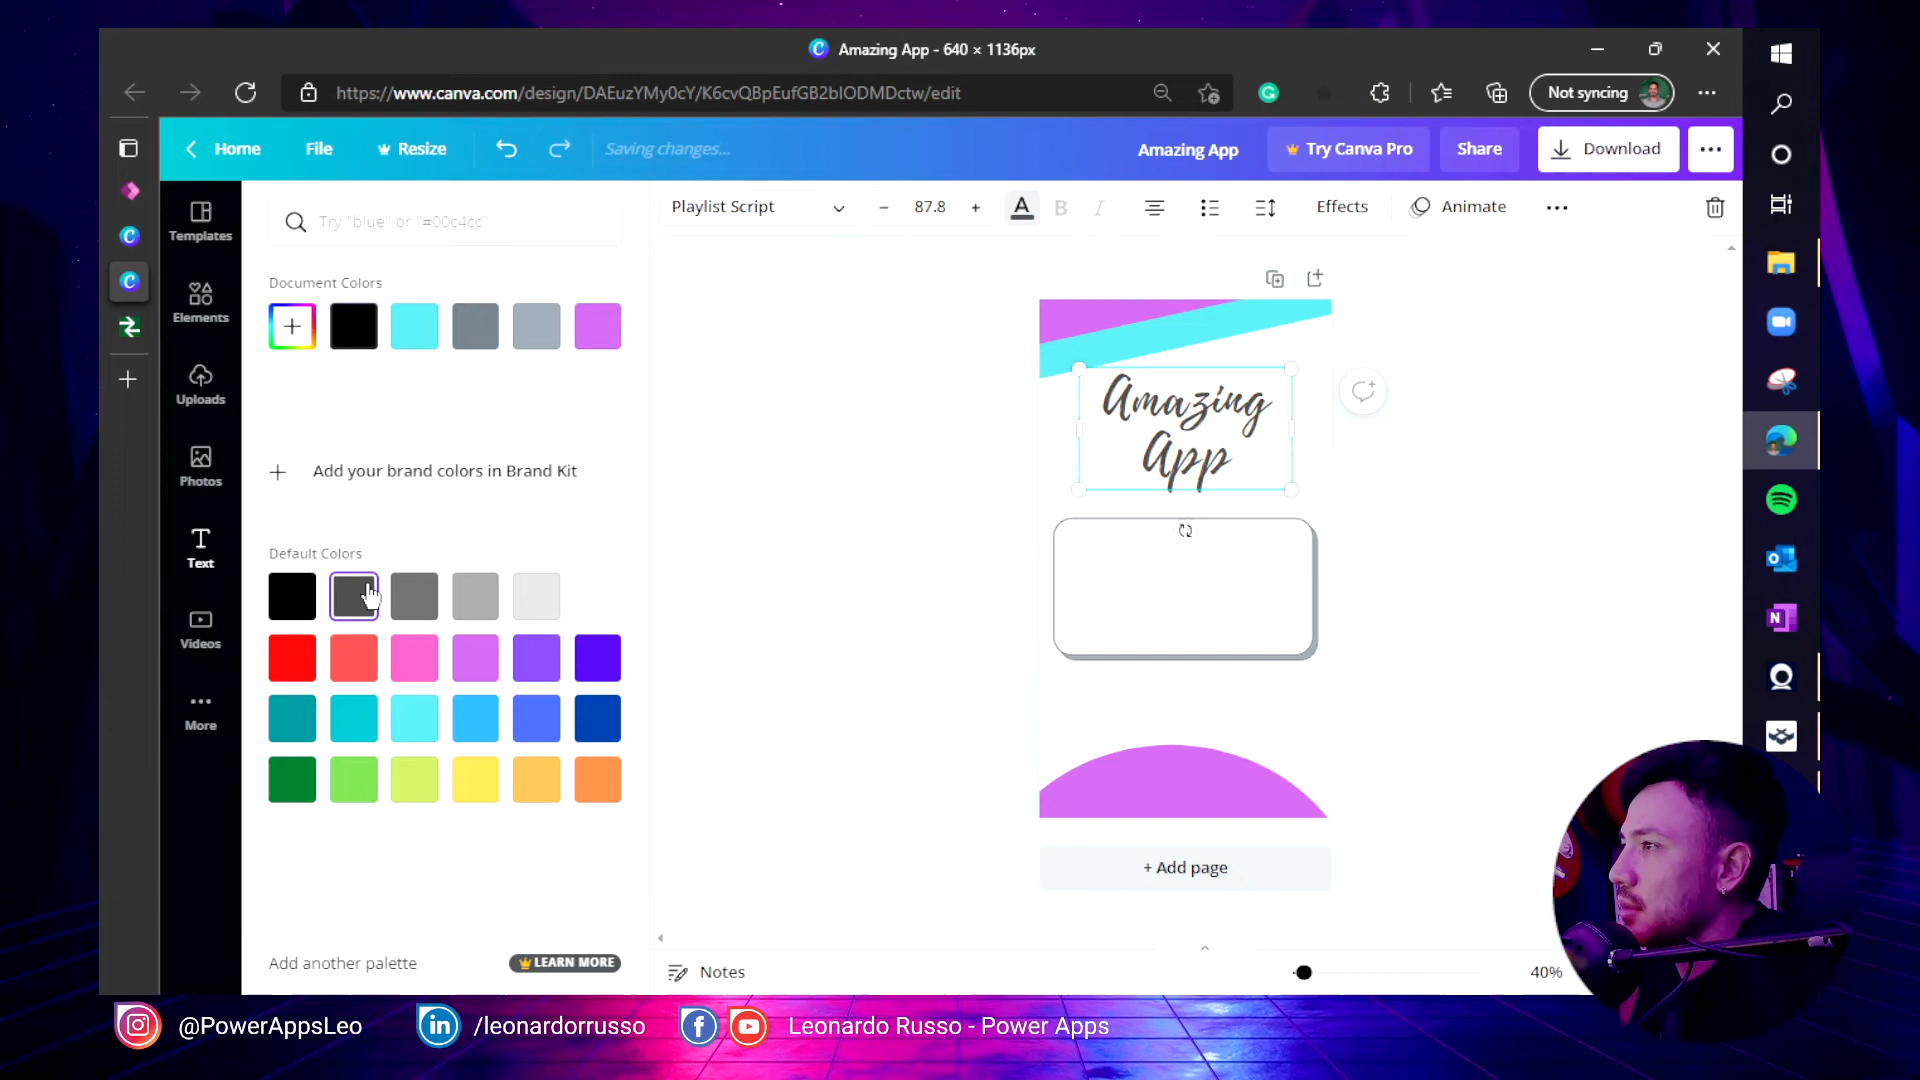 Amazing App - 640 × 1136px
https://www.canva.com/design/DAEuzYMy0cY/K6cvQBpEufGB2blODMDctw/edit
Not syncing
Home
File
Resize
Saving changes...
Amazing App
Try Canva Pro
Share
Download
Templates
Elements
Uploads
Photos
Text
Videos
More
Try "blue" or "#00c4cc"
Document Colors
Add your brand colors in Brand Kit
Default Colors
Add another palette
LEARN MORE
Playlist Script
87.8
A
B
I
Effects
Animate
Amazing
App
+ Add page
Notes
40%
@PowerAppsLeo
/leonardorrusso
Leonardo Russo - Power Apps